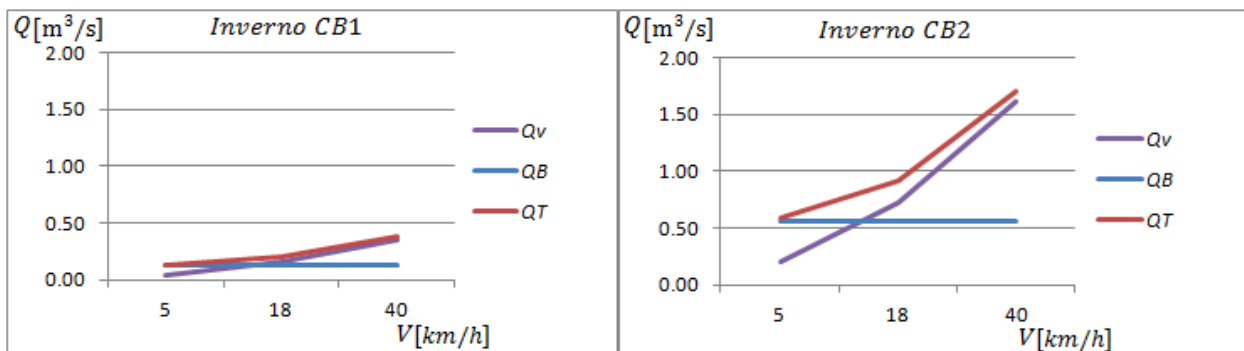 Q[m³/s]
Inverno CB1
2.00
1.50
1.00
0.50
0.00
5 18 40
V[km/h]
Qv
QB
QT
Q[m³/s]
Inverno CB2
2.00
1.50
1.00
0.50
0.00
5 18 40
V[km/h]
Qv
QB
QT